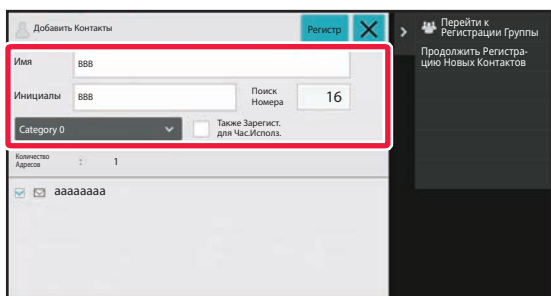 Добавить Контакты
Регистр
Имя
BBB
Инициалы
BBB
Поиск
Номера
16
Category 0
Также Зарегист.
для Час.Исполз.
Количество
Адресов
:
1
aaaaaaaa
Перейти к
Регистрации Группы
Продолжить Регистра-
цию Новых Контактов